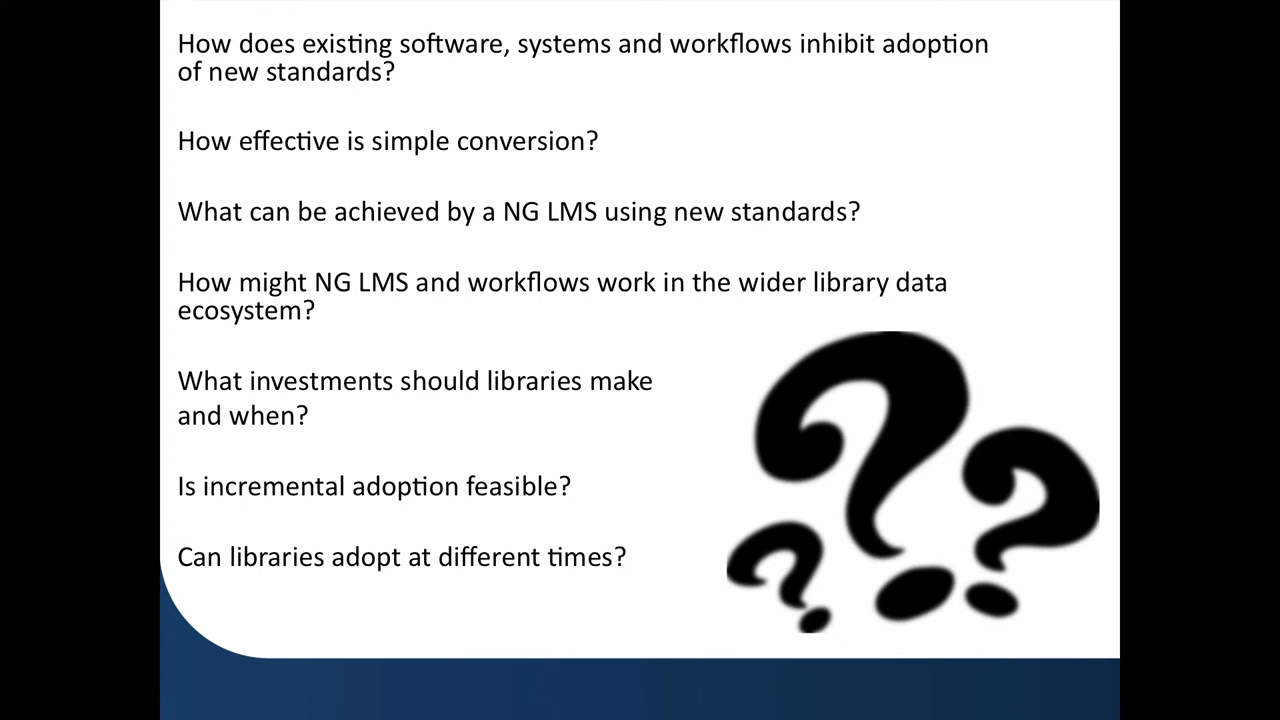 How does existing software, systems and workflows inhibit adoption
of new standards?
How effective is simple conversion?
What can be achieved by a NG LMS using new standards?
How might NG LMS and workflows work in the wider library data
ecosystem?
What investments should libraries make
and when?
Is incremental adoption feasible?
Can libraries adopt at different times?
???